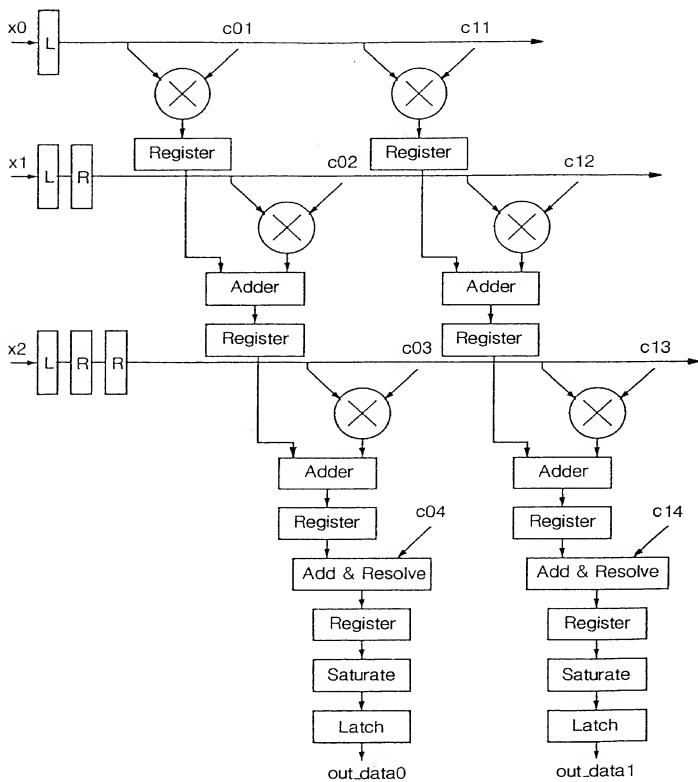 x0 L c01 c11
Register Register
x1 L R c02 c12
Adder Adder
Register Register
x2 L R R c03 c13
Adder Adder
Register Register
c04 c14
Add & Resolve Add & Resolve
Register Register
Saturate Saturate
Latch Latch
out_data0 out_data1